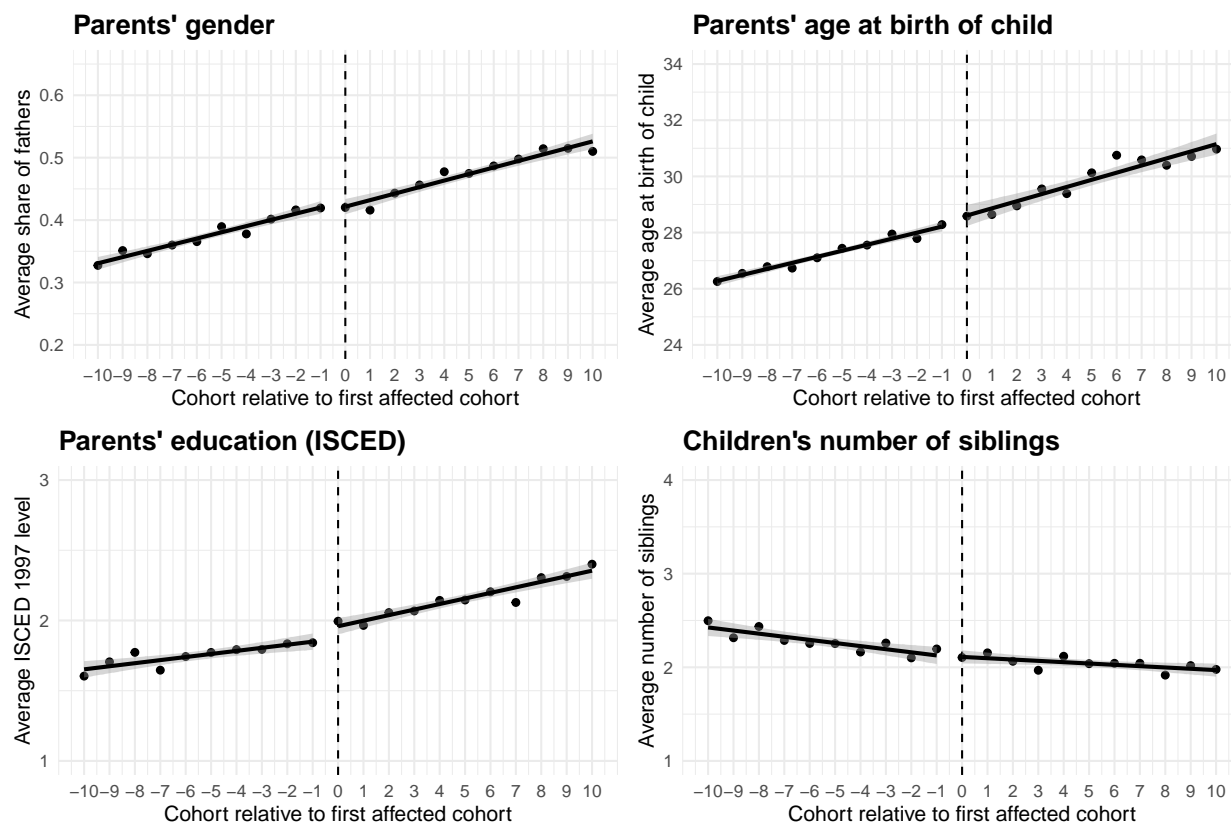 Parents' gender
Average share of fathers
0.6
0.5
0.4
0.3
0.2
−10 −9 −8 −7 −6 −5 −4 −3 −2 −1 0 1 2 3 4 5 6 7 8 9 10
Cohort relative to first affected cohort
Parents' age at birth of child
Average age at birth of child
34
32
30
28
26
24
−10 −9 −8 −7 −6 −5 −4 −3 −2 −1 0 1 2 3 4 5 6 7 8 9 10
Cohort relative to first affected cohort
Parents' education (ISCED)
Average ISCED 1997 level
3
2
1
−10 −9 −8 −7 −6 −5 −4 −3 −2 −1 0 1 2 3 4 5 6 7 8 9 10
Cohort relative to first affected cohort
Children's number of siblings
Average number of siblings
4
3
2
1
−10 −9 −8 −7 −6 −5 −4 −3 −2 −1 0 1 2 3 4 5 6 7 8 9 10
Cohort relative to first affected cohort